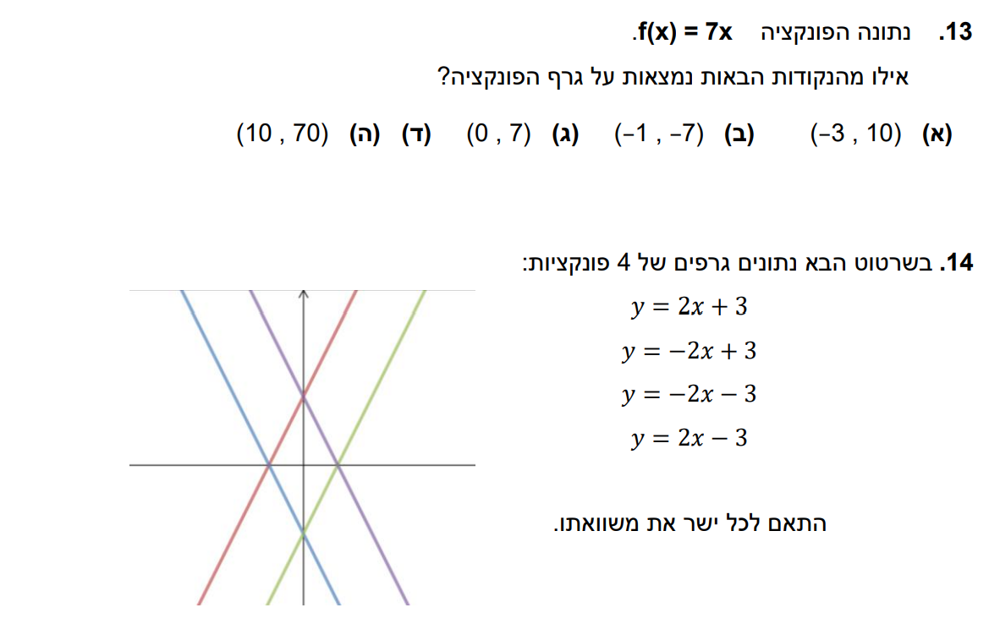 13. נתונה הפונקציה f(x) = 7x.
אילו מהנקודות הבאות נמצאות על גרף הפונקציה?
(א) (−3 , 10) (ב) (−1 , −7) (ג) (0 , 7) (ד) (ה) (10 , 70)
14. בשרטוט הבא נתונים גרפים של 4 פונקציות:
y = 2x + 3
y = −2x + 3
y = −2x − 3
y = 2x − 3
התאם לכל ישר את משוואתו.